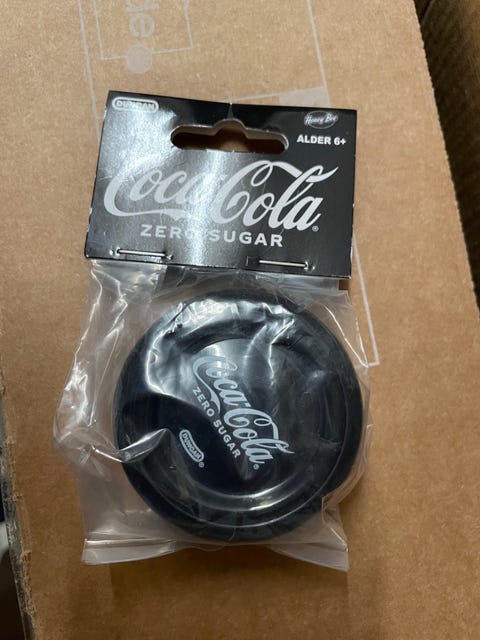 DUNCAN
Honey Bee
ALDER 6+
Coca-Cola®
ZERO SUGAR
Coca-Cola®
ZERO SUGAR
DUNCAN®